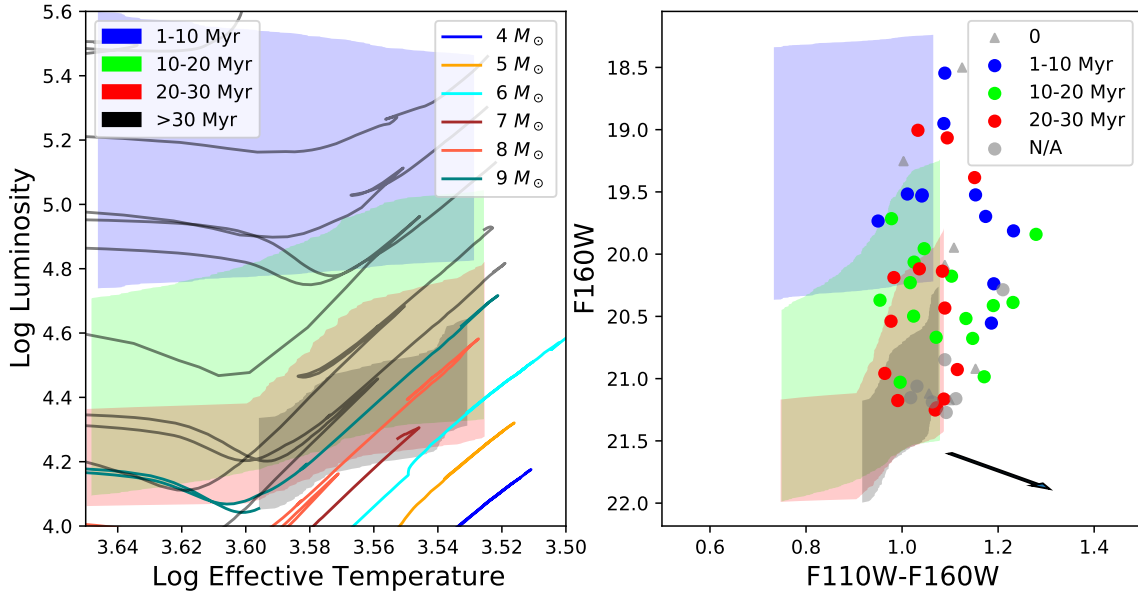 5.6
5.4
5.2
5.0
4.8
4.6
4.4
4.2
4.0
Log Luminosity
1-10 Myr
10-20 Myr
20-30 Myr
>30 Myr
4 M⊙
5 M⊙
6 M⊙
7 M⊙
8 M⊙
9 M⊙
3.64 3.62 3.60 3.58 3.56 3.54 3.52 3.50
Log Effective Temperature
18.5
19.0
19.5
20.0
20.5
21.0
21.5
22.0
F160W
0
1-10 Myr
10-20 Myr
20-30 Myr
N/A
0.6 0.8 1.0 1.2 1.4
F110W-F160W